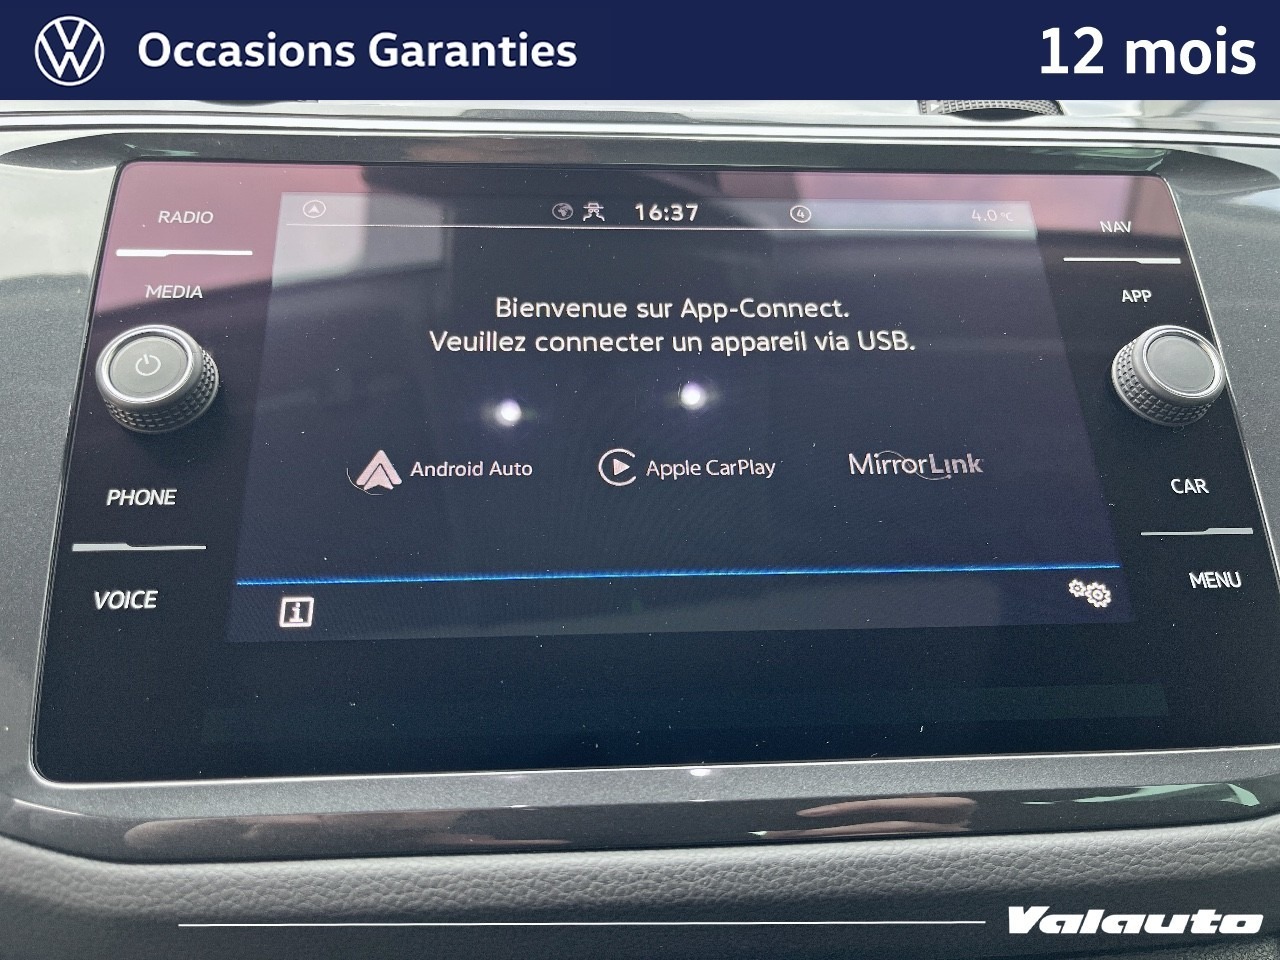 Occasions Garanties
12 mois
RADIO
16:37
4
4,0 °C
NAV
MEDIA
APP
Bienvenue sur App-Connect.
Veuillez connecter un appareil via USB.
Android Auto
Apple CarPlay
MirrorLink
PHONE
CAR
VOICE
MENU
i
Valauto